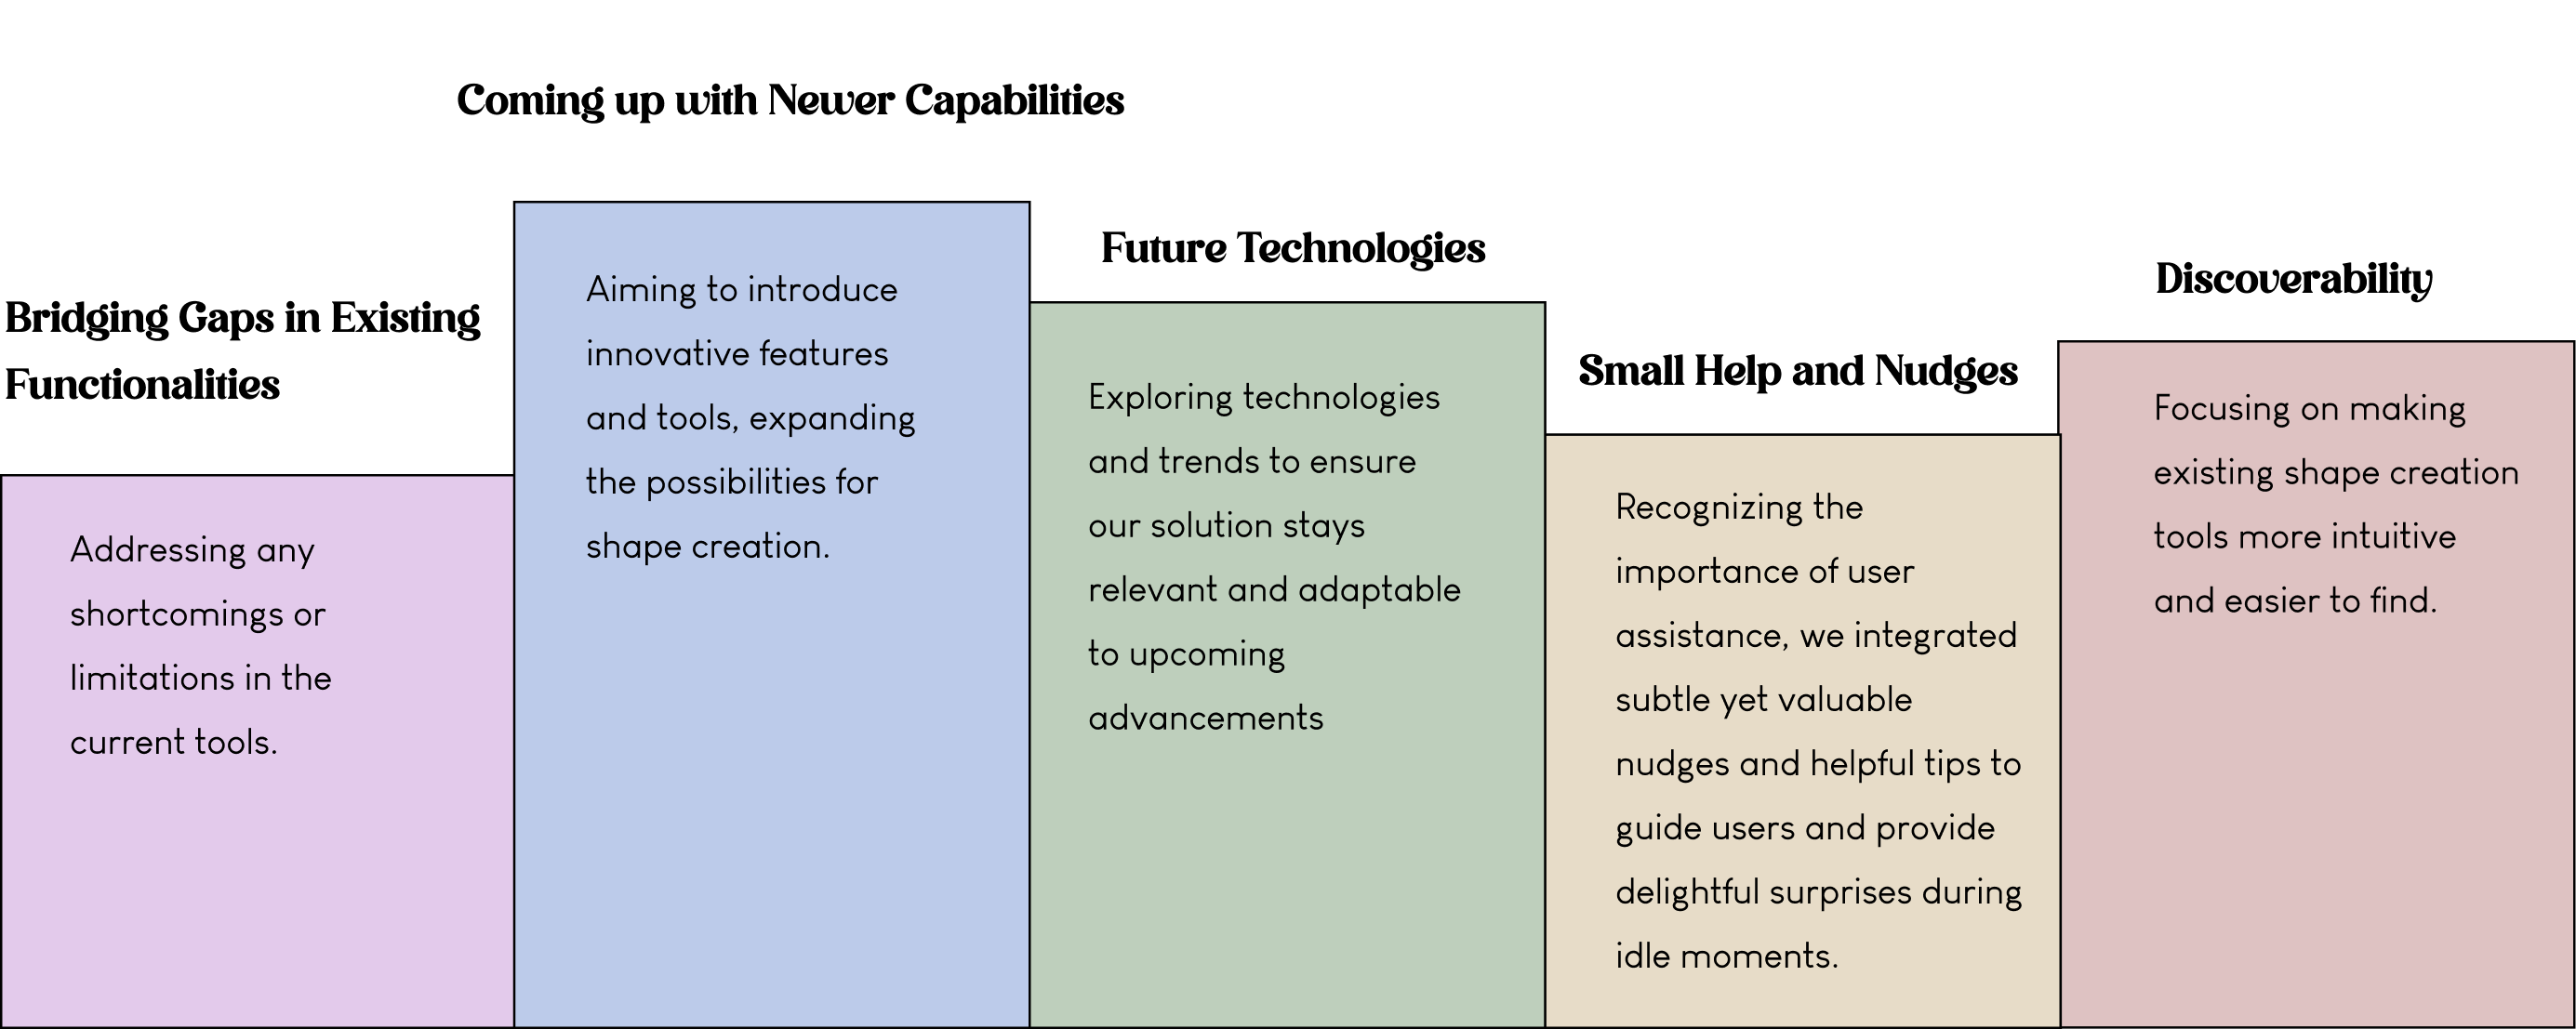 Coming up with Newer Capabilities
Bridging Gaps in Existing
Functionalities
Addressing any
shortcomings or
limitations in the
current tools.
Aiming to introduce
innovative features
and tools, expanding
the possibilities for
shape creation.
Future Technologies
Exploring technologies
and trends to ensure
our solution stays
relevant and adaptable
to upcoming
advancements
Small Help and Nudges
Recognizing the
importance of user
assistance, we integrated
subtle yet valuable
nudges and helpful tips to
guide users and provide
delightful surprises during
idle moments.
Discoverability
Focusing on making
existing shape creation
tools more intuitive
and easier to find.